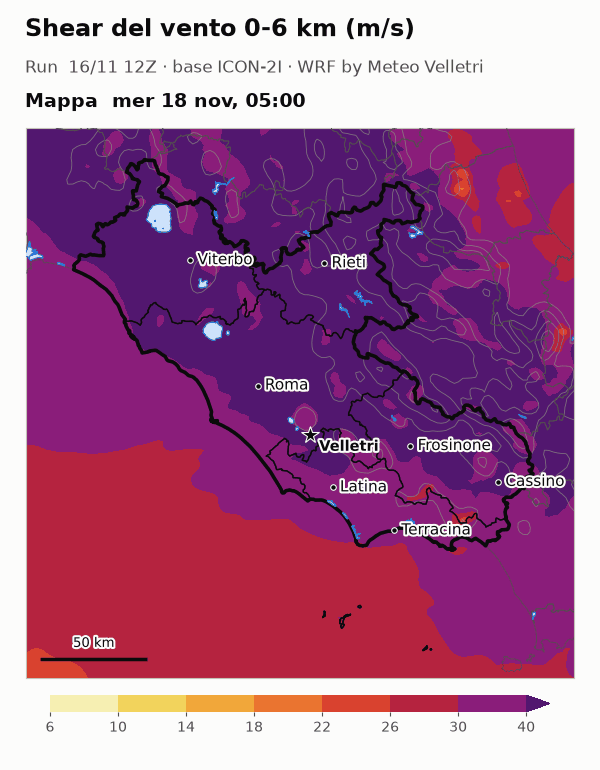 Shear del vento 0-6 km (m/s)
Run 16/11 12Z · base ICON-2I · WRF by Meteo Velletri
Mappa mer 18 nov, 05:00
Viterbo
Rieti
Roma
Velletri
Frosinone
Latina
Cassino
Terracina
50 km
6 10 14 18 22 26 30 40